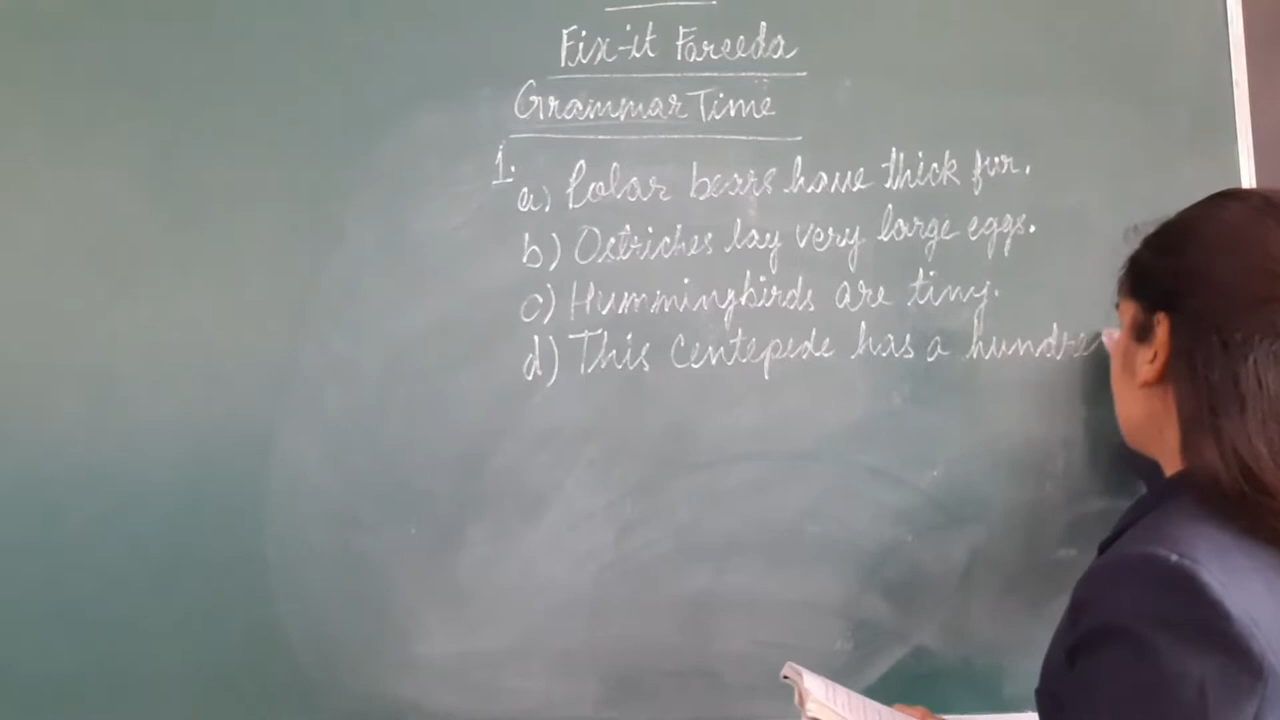 Fix-it Fareeda
Grammar Time
1.
a) Polar bears have thick fur.
b) Ostriches lay very large eggs.
c) Hummingbirds are tiny.
d) This Centepede has a hundre